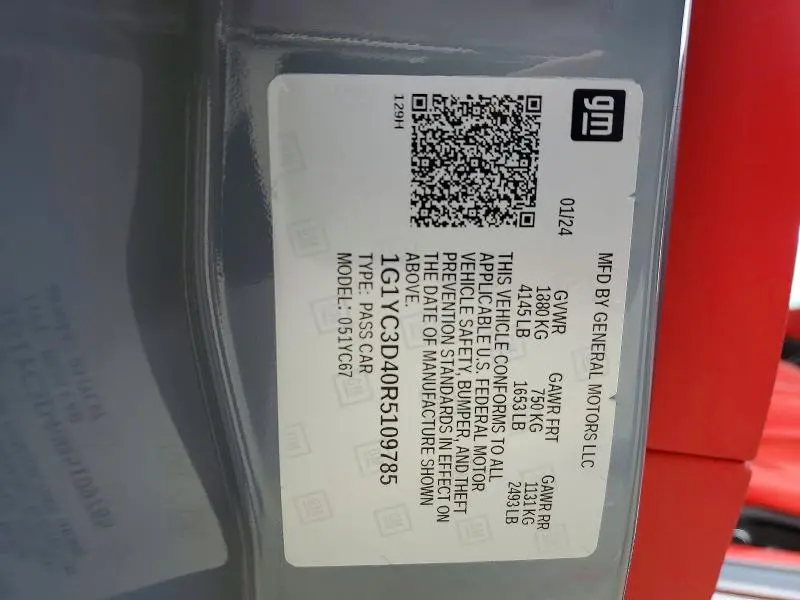 gm
01/24
MFD BY GENERAL MOTORS LLC
GVWR GAWR FRT GAWR RR
1880 KG 750 KG 1131 KG
4145 LB 1653 LB 2493 LB
THIS VEHICLE CONFORMS TO ALL
APPLICABLE U.S. FEDERAL MOTOR
VEHICLE SAFETY, BUMPER, AND THEFT
PREVENTION STANDARDS IN EFFECT ON
THE DATE OF MANUFACTURE SHOWN
ABOVE.
1G1YC3D40R5109785
TYPE: PASS CAR
MODEL: 051YC67
129H